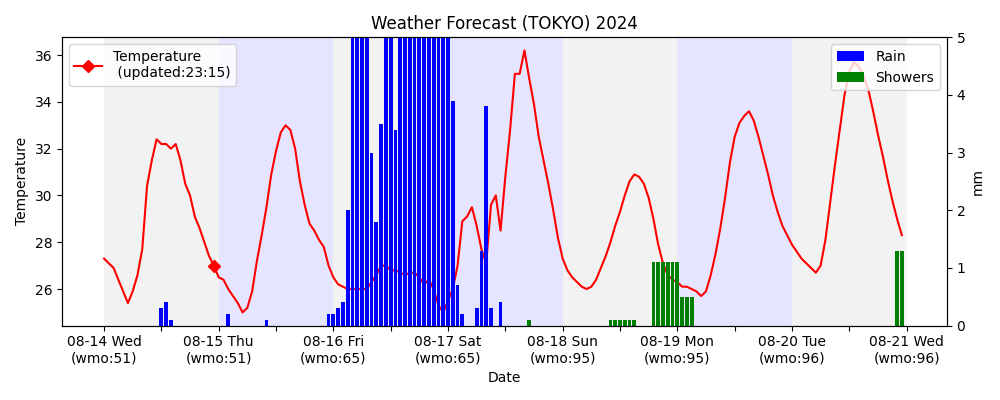 Weather Forecast (TOKYO) 2024
Temperature
(updated:23:15)
Rain
Showers
36
34
32
30
28
26
Temperature
5
4
3
2
1
0
mm
08-14 Wed
(wmo:51)
08-15 Thu
(wmo:51)
08-16 Fri
(wmo:65)
08-17 Sat
(wmo:65)
08-18 Sun
(wmo:95)
08-19 Mon
(wmo:95)
08-20 Tue
(wmo:96)
08-21 Wed
(wmo:96)
Date